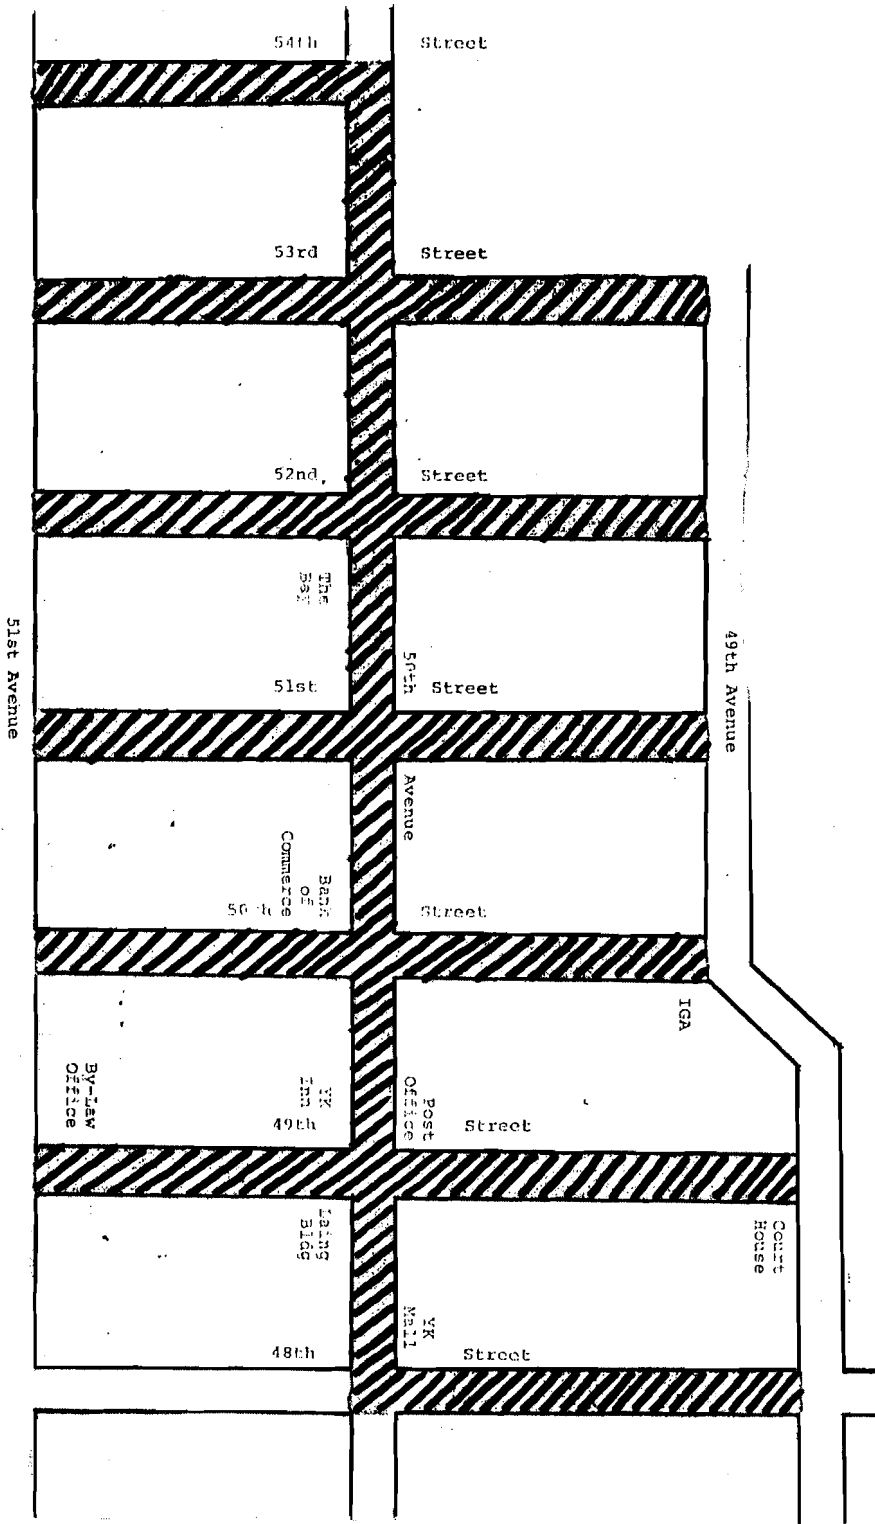 54th Street
53rd Street
52nd, Street
The
Bay
51st Street
50th
Avenue
51st Avenue
49th Avenue
Bank
of
Commerce
50th Street
IGA
By-Law
Office
YK
Inn
Post
Office
49th Street
Laing
Bldg
Court
House
YK
Mall
48th Street